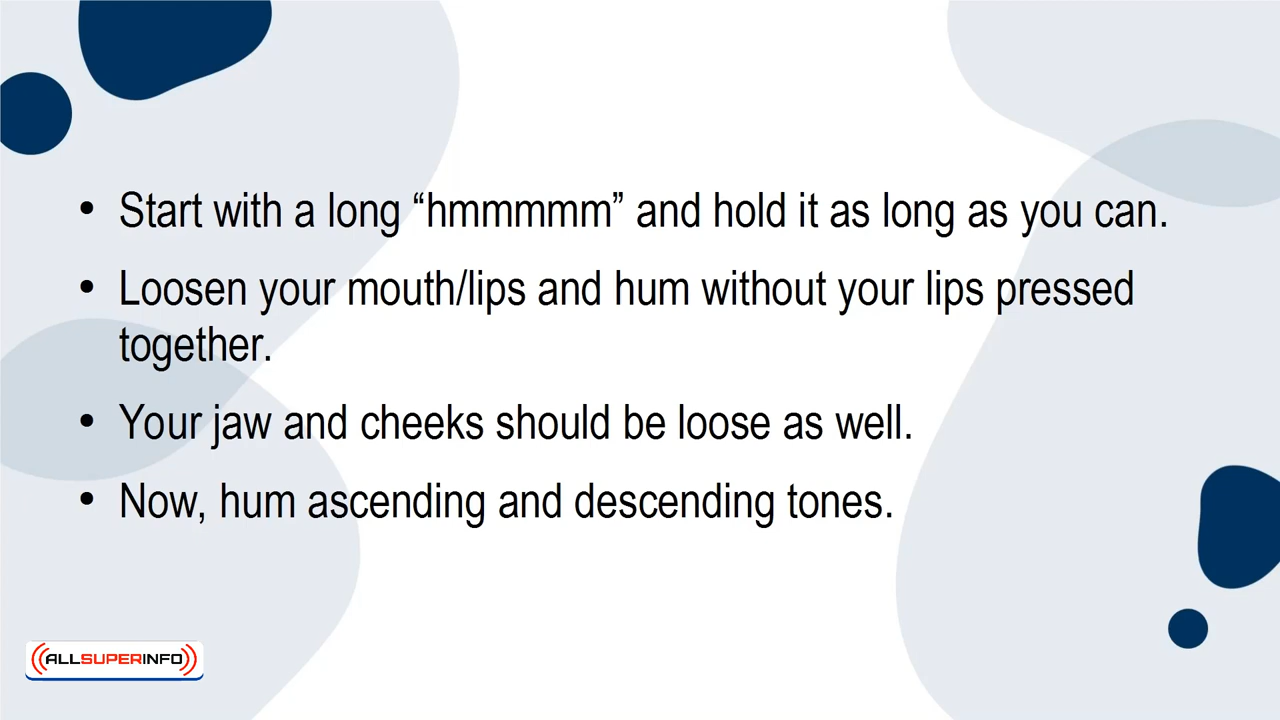 • Start with a long “hmmmmm” and hold it as long as you can.
• Loosen your mouth/lips and hum without your lips pressed
together.
• Your jaw and cheeks should be loose as well.
• Now, hum ascending and descending tones.
ALLSUPERINFO